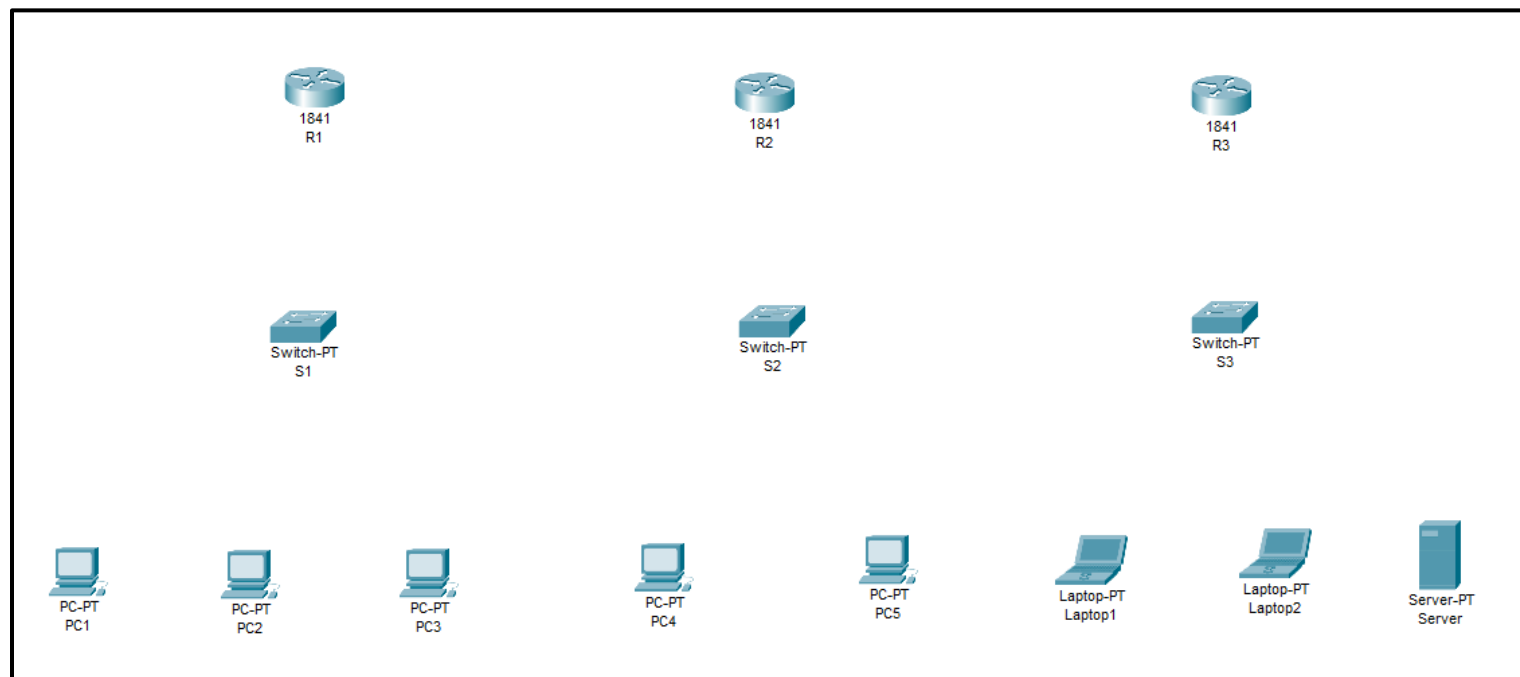 1841
R1
1841
R2
1841
R3
Switch-PT
S1
Switch-PT
S2
Switch-PT
S3
PC-PT
PC1
PC-PT
PC2
PC-PT
PC3
PC-PT
PC4
PC-PT
PC5
Laptop-PT
Laptop1
Laptop-PT
Laptop2
Server-PT
Server